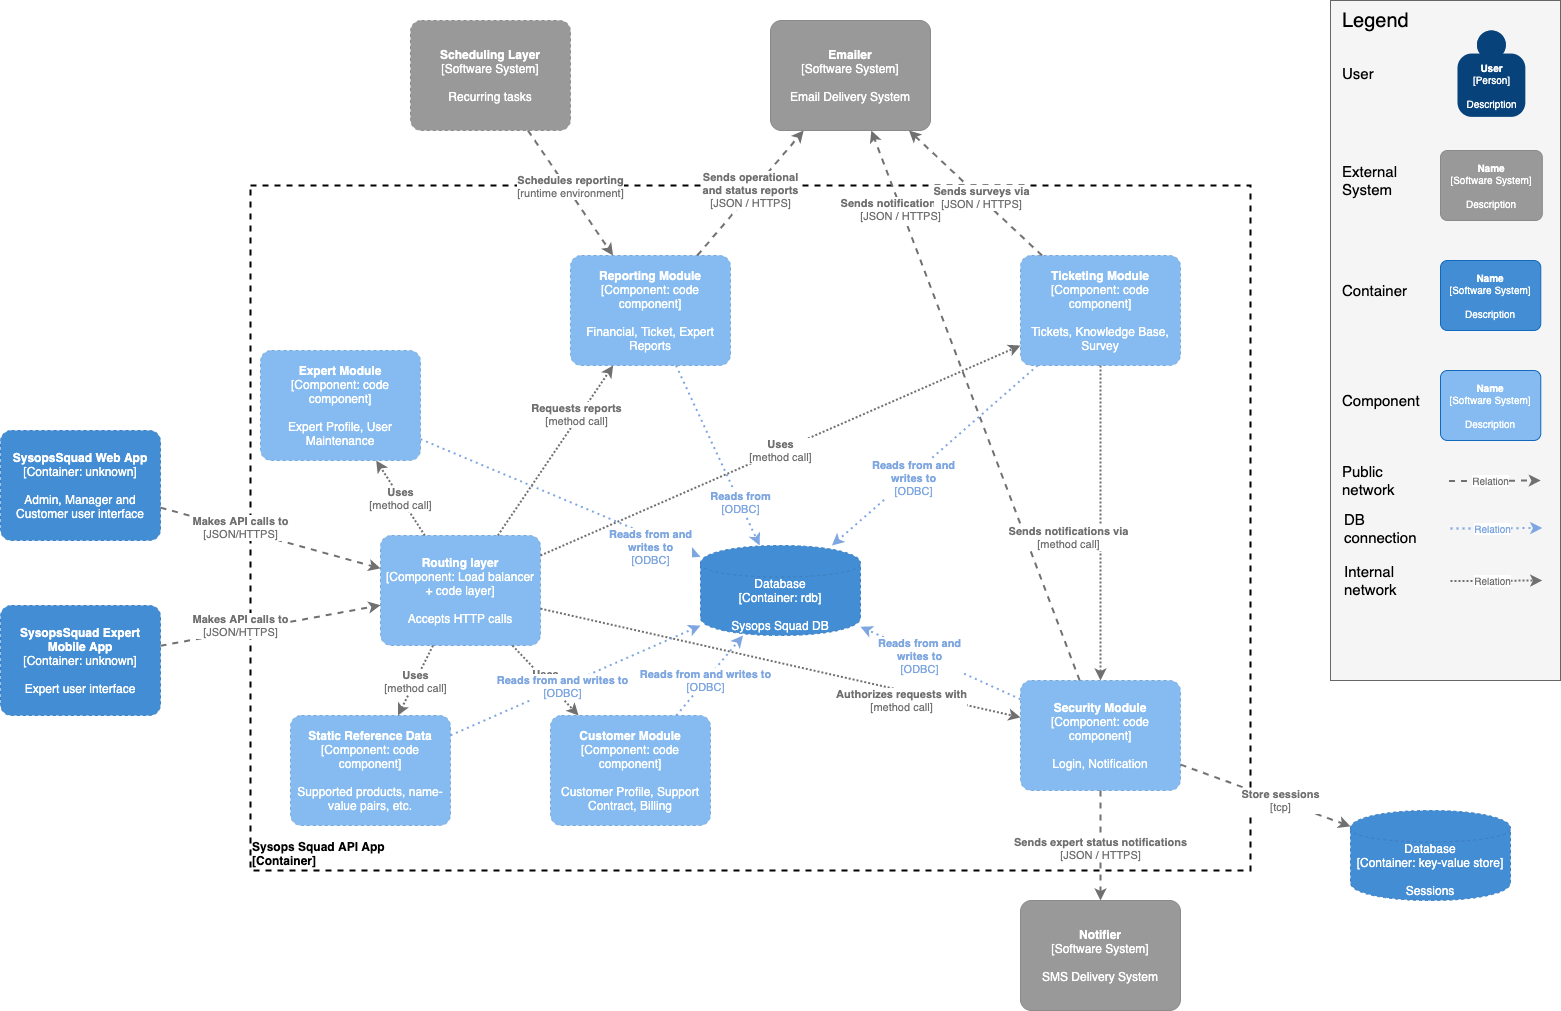 Scheduling Layer
[Software System]
Recurring tasks
Emailer
[Software System]
Email Delivery System
Schedules reporting
[runtime environment]
Sends operational
and status reports
[JSON / HTTPS]
Sends notification
[JSON / HTTPS]
Sends surveys via
[JSON / HTTPS]
Reporting Module
[Component: code
component]
Financial, Ticket, Expert
Reports
Ticketing Module
[Component: code
component]
Tickets, Knowledge Base,
Survey
Expert Module
[Component: code
component]
Expert Profile, User
Maintenance
Requests reports
[method call]
Uses
[method call]
Reads from and
writes to
[ODBC]
SysopsSquad Web App
[Container: unknown]
Admin, Manager and
Customer user interface
Uses
[method call]
Reads from
[ODBC]
Makes API calls to
[JSON/HTTPS]
Reads from and
writes to
[ODBC]
Sends notifications via
[method call]
Routing layer
[Component: Load balancer
+ code layer]
Accepts HTTP calls
Database
[Container: rdb]
Sysops Squad DB
Makes API calls to
[JSON/HTTPS]
SysopsSquad Expert
Mobile App
[Container: unknown]
Expert user interface
Uses
[method call]
Uses
Reads from and writes to
[ODBC]
Reads from and writes to
[ODBC]
Reads from and
writes to
[ODBC]
Authorizes requests with
[method call]
Static Reference Data
[Component: code
component]
Supported products, name-
value pairs, etc.
Customer Module
[Component: code
component]
Customer Profile, Support
Contract, Billing
Security Module
[Component: code
component]
Login, Notification
Store sessions
[tcp]
Sysops Squad API App
[Container]
Sends expert status notifications
[JSON / HTTPS]
Database
[Container: key-value store]
Sessions
Notifier
[Software System]
SMS Delivery System
Legend
User
User
[Person]
Description
External
System
Name
[Software System]
Description
Container
Name
[Software System]
Description
Component
Name
[Software System]
Description
Public
network
Relation
DB
connection
Relation
Internal
network
Relation